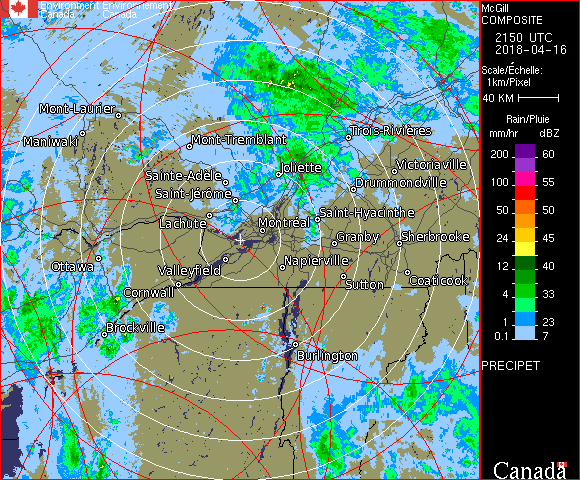 Environment Environnement
Canada Canada
Mont-Laurier
Maniwaki
Mont-Tremblant
Trois-Rivières
Sainte-Adèle
Joliette
Victoriaville
Saint-Jérôme
Drummondville
Lachute
Montréal
Saint-Hyacinthe
Granby
Sherbrooke
Ottawa
Valleyfield
Napierville
Sutton
Coaticook
Cornwall
Brockville
Burlington
McGill
COMPOSITE
2150 UTC
2018-04-16
Scale/Échelle:
1km/Pixel
40 KM
Rain/Pluie
mm/hr dBZ
200 60
100 55
50 50
24 45
12 40
4 33
1 23
0.1 7
PRECIPET
Canada